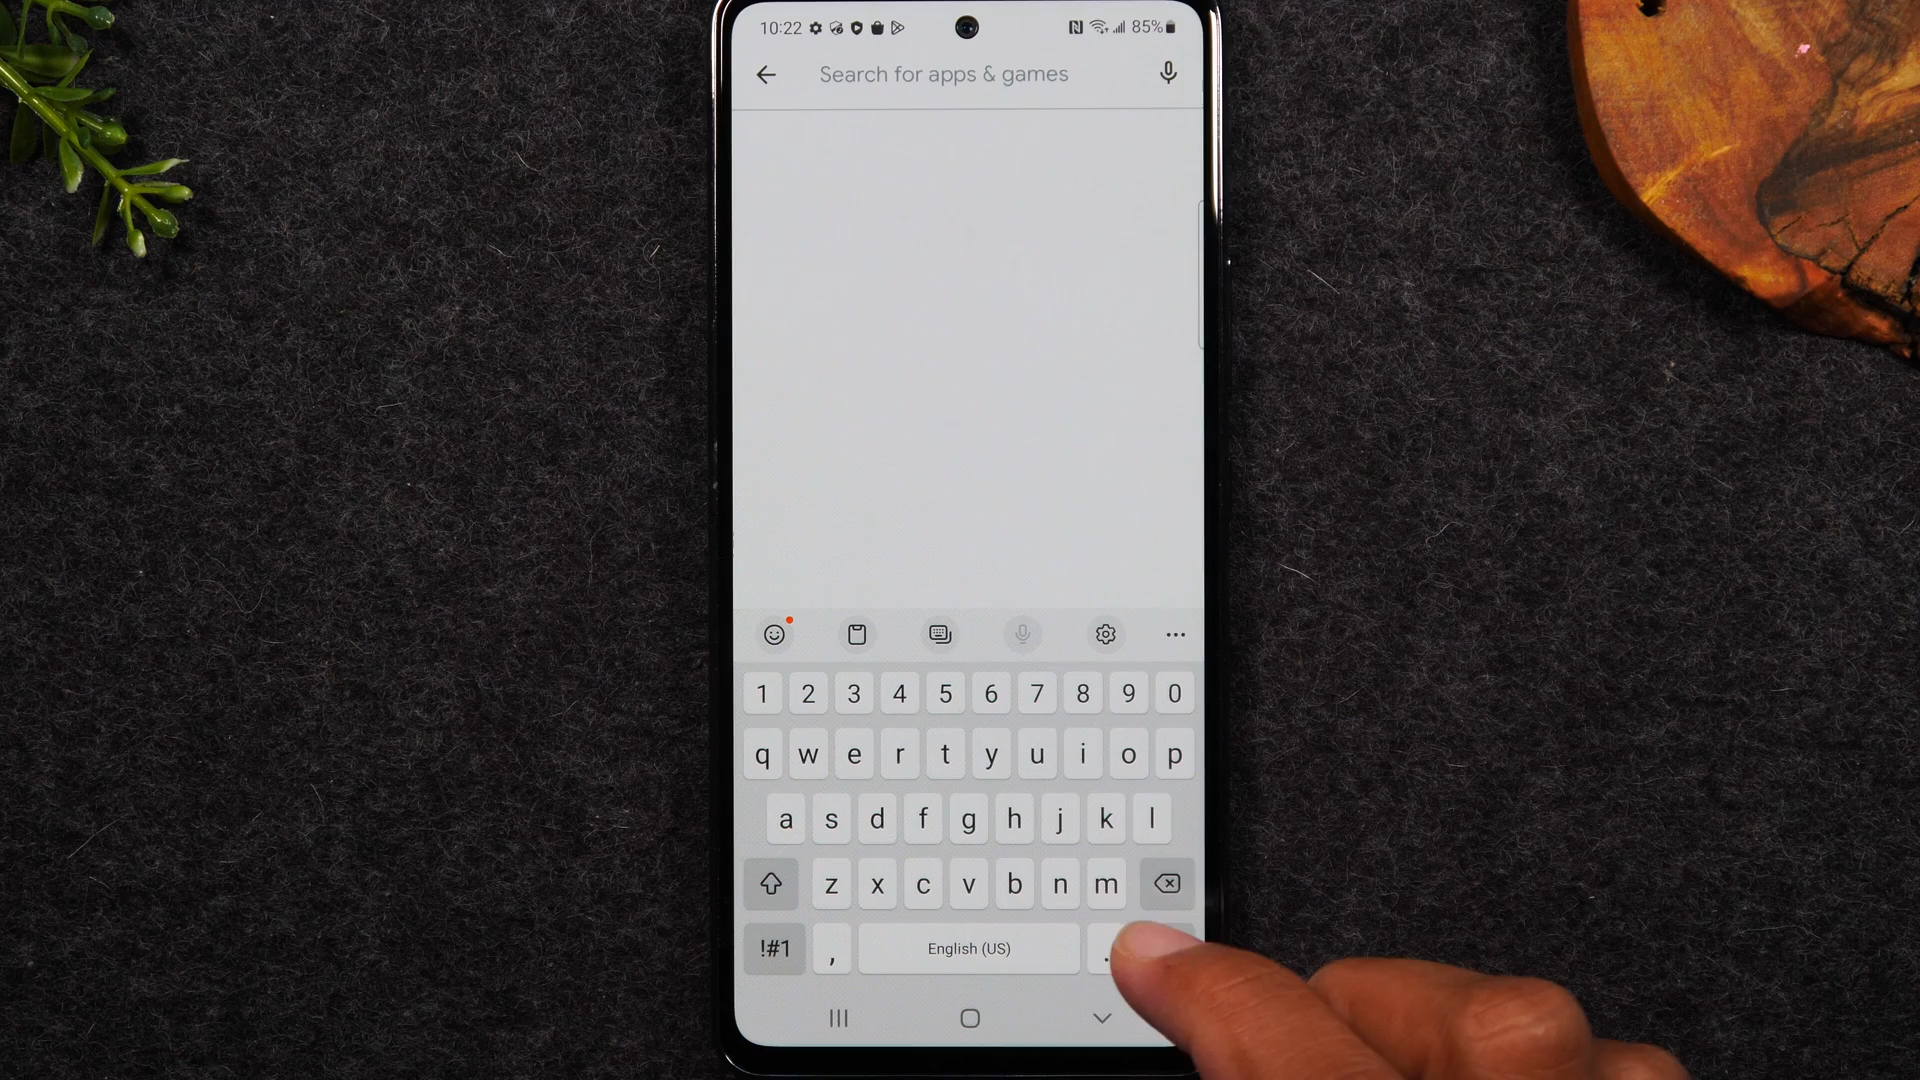 10:22 85%
Search for apps & games
1 2 3 4 5 6 7 8 9 0
q w e r t y u i o p
a s d f g h j k l
z x c v b n m
!#1 , English (US) .